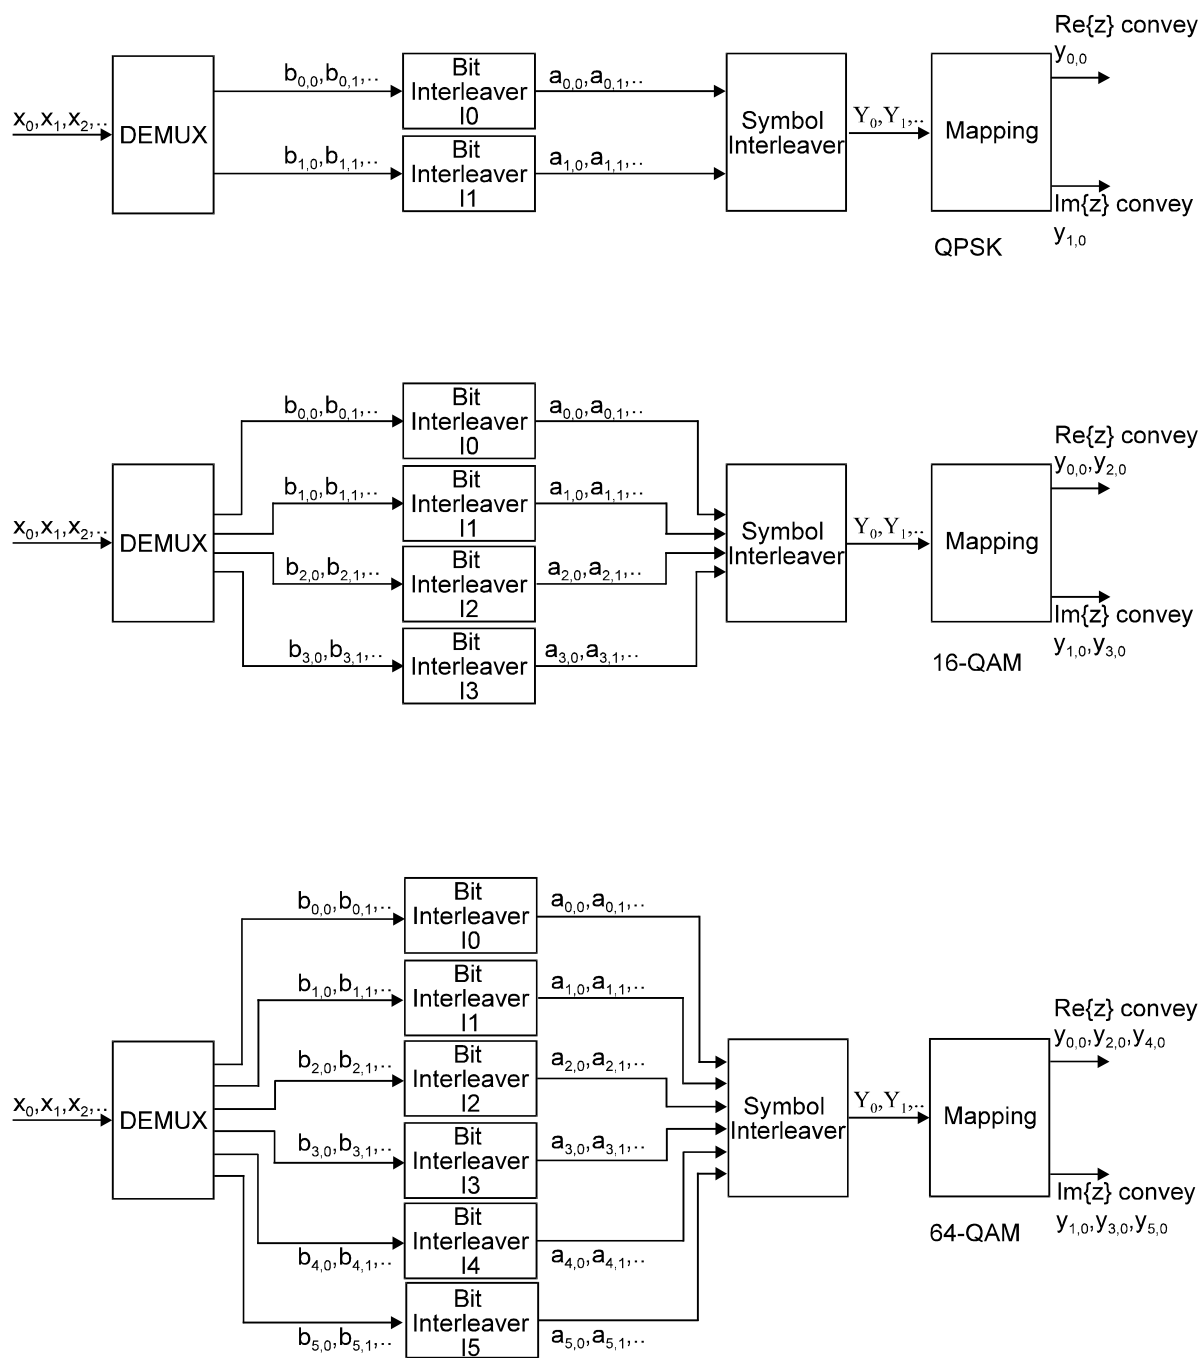 Re{z} convey
y0,0
b0,0,b0,1,..
Bit
Interleaver
I0
a0,0,a0,1,..
x0,x1,x2,..
DEMUX
Symbol
Interleaver
Y0,Y1,..
Mapping
b1,0,b1,1,..
Bit
Interleaver
I1
a1,0,a1,1,..
Im{z} convey
y1,0
QPSK
b0,0,b0,1,..
Bit
Interleaver
I0
a0,0,a0,1,..
Re{z} convey
y0,0,y2,0
b1,0,b1,1,..
Bit
Interleaver
I1
a1,0,a1,1,..
x0,x1,x2,..
DEMUX
Symbol
Interleaver
Y0,Y1,..
Mapping
b2,0,b2,1,..
Bit
Interleaver
I2
a2,0,a2,1,..
b3,0,b3,1,..
Bit
Interleaver
I3
a3,0,a3,1,..
Im{z} convey
y1,0,y3,0
16-QAM
b0,0,b0,1,..
Bit
Interleaver
I0
a0,0,a0,1,..
b1,0,b1,1,..
Bit
Interleaver
I1
a1,0,a1,1,..
Re{z} convey
y0,0,y2,0,y4,0
b2,0,b2,1,..
Bit
Interleaver
I2
a2,0,a2,1,..
x0,x1,x2,..
DEMUX
Symbol
Interleaver
Y0,Y1,..
Mapping
b3,0,b3,1,..
Bit
Interleaver
I3
a3,0,a3,1,..
Im{z} convey
y1,0,y3,0,y5,0
64-QAM
b4,0,b4,1,..
Bit
Interleaver
I4
a4,0,a4,1,..
b5,0,b5,1,..
Bit
Interleaver
I5
a5,0,a5,1,..